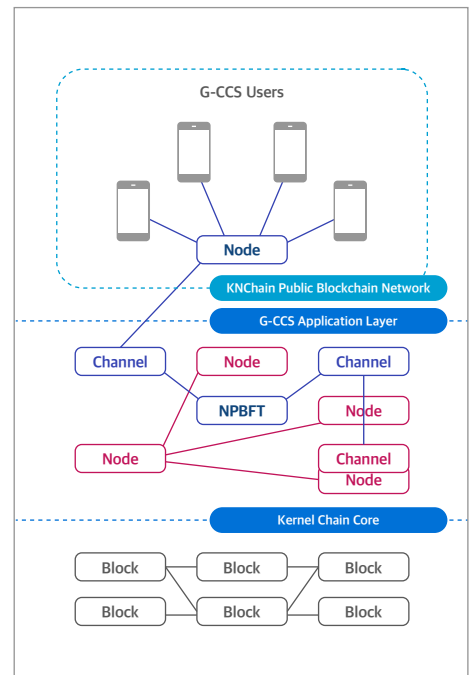 G-CCS Users
Node
KNChain Public Blockchain Network
G-CCS Application Layer
Channel
Node
Channel
NPBFT
Node
Node
Channel
Node
Kernel Chain Core
Block
Block
Block
Block
Block
Block